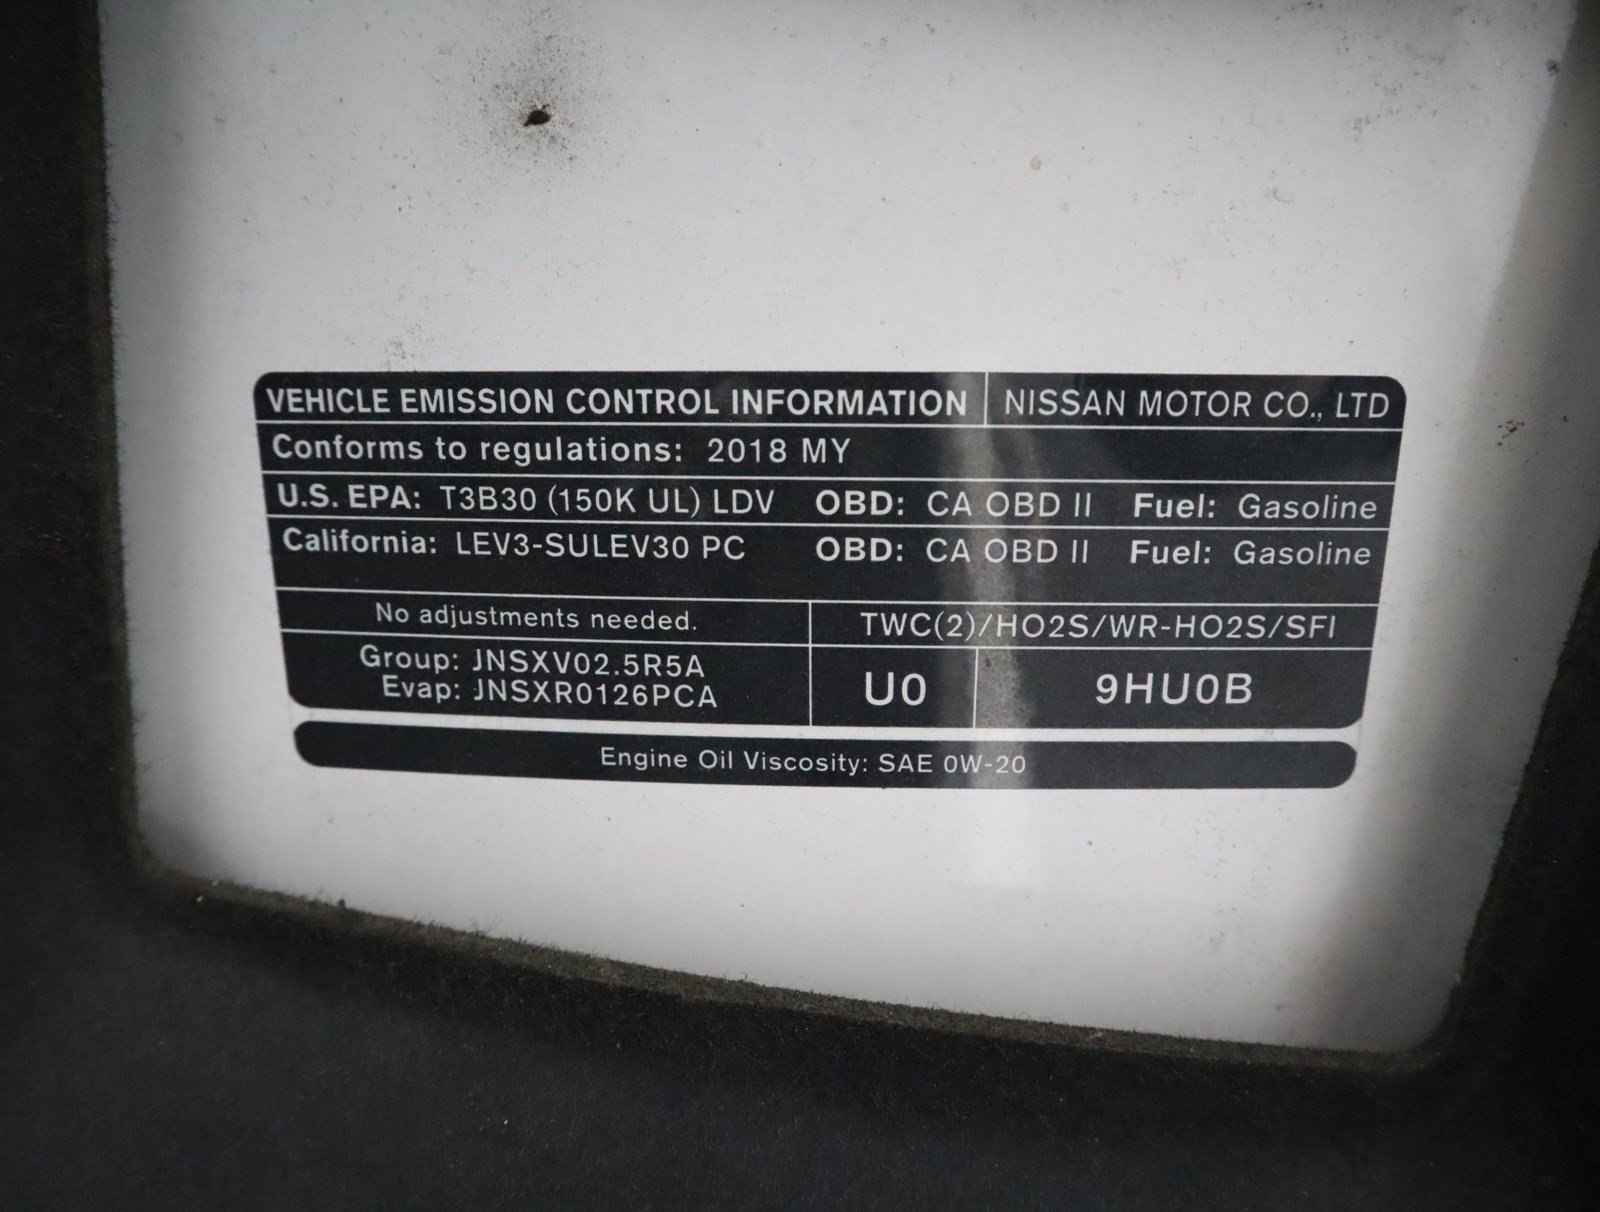 VEHICLE EMISSION CONTROL INFORMATION NISSAN MOTOR CO., LTD
Conforms to regulations: 2018 MY
U.S. EPA: T3B30 (150K UL) LDV OBD: CA OBD II Fuel: Gasoline
California: LEV3-SULEV30 PC OBD: CA OBD II Fuel: Gasoline
No adjustments needed. TWC(2)/HO2S/WR-HO2S/SFI
Group: JNSXV02.5R5A
Evap: JNSXR0126PCA
U0 9HU0B
Engine Oil Viscosity: SAE 0W-20